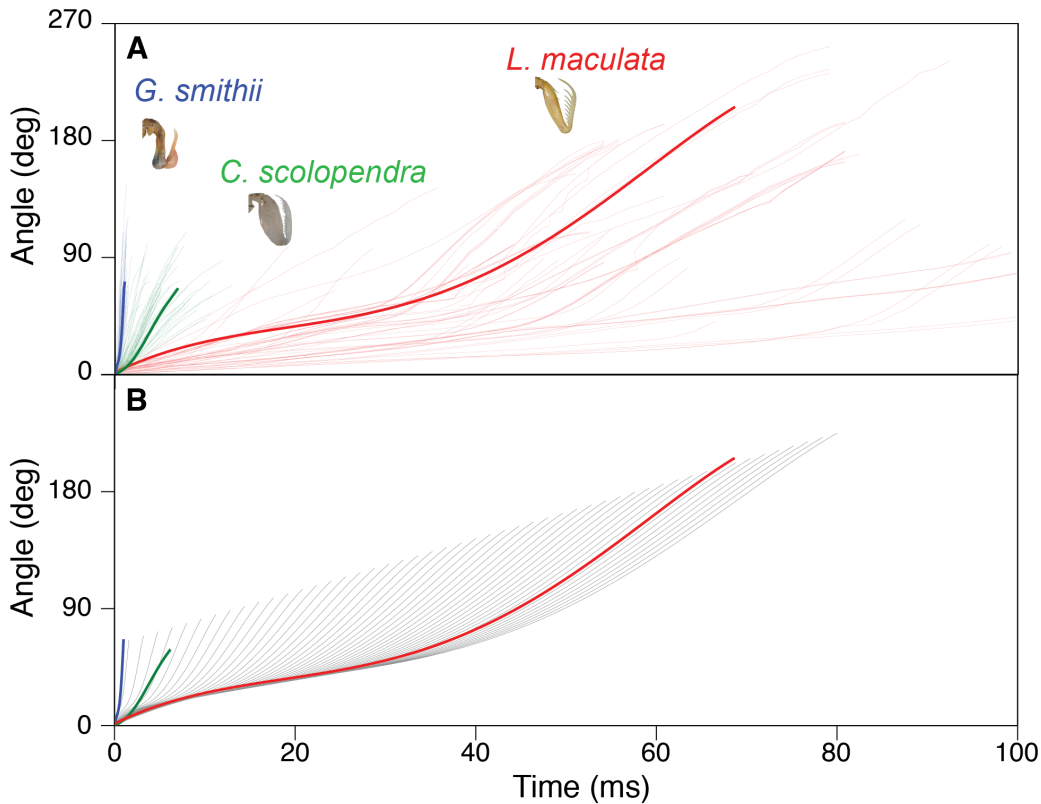 270
A
L. maculata
G. smithii
180
C. scolopendra
Angle (deg)
90
0
B
180
Angle (deg)
90
0
0 20 40 60 80 100
Time (ms)